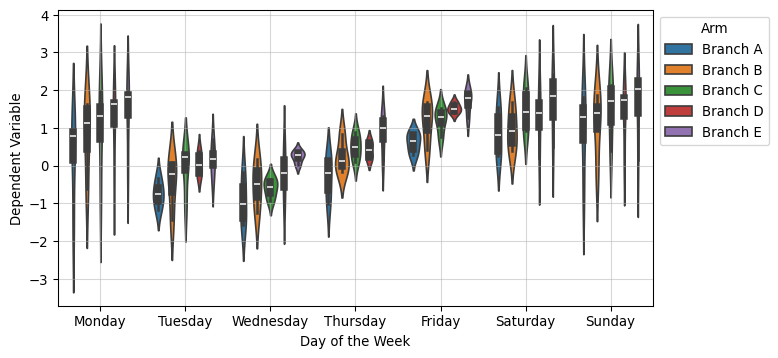 4
3
2
1
0
−1
−2
−3
Dependent Variable
Monday Tuesday Wednesday Thursday Friday Saturday Sunday
Day of the Week
Arm
Branch A
Branch B
Branch C
Branch D
Branch E